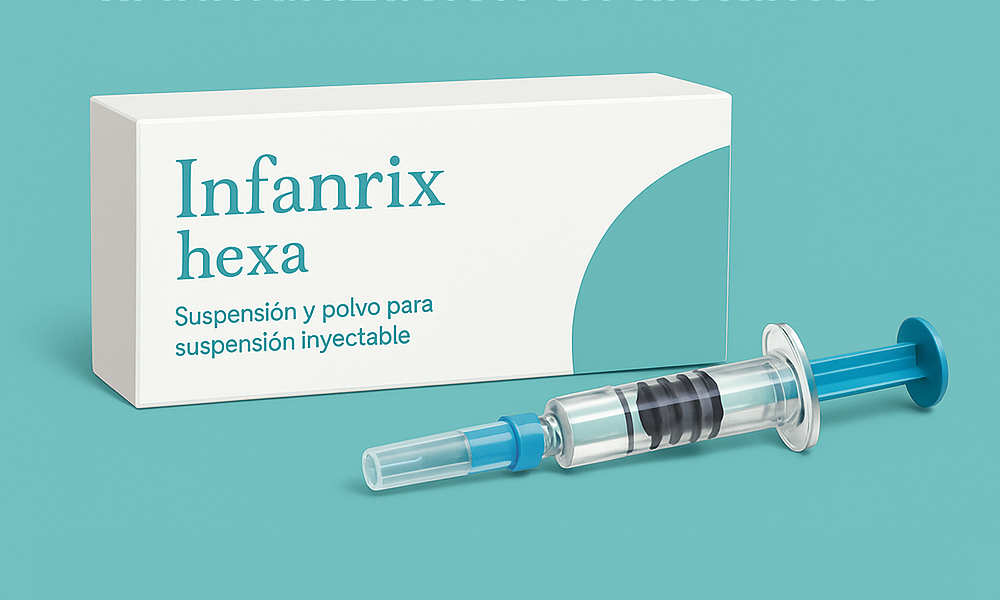 Infanrix
hexa
Suspensión y polvo para
suspensión inyectable